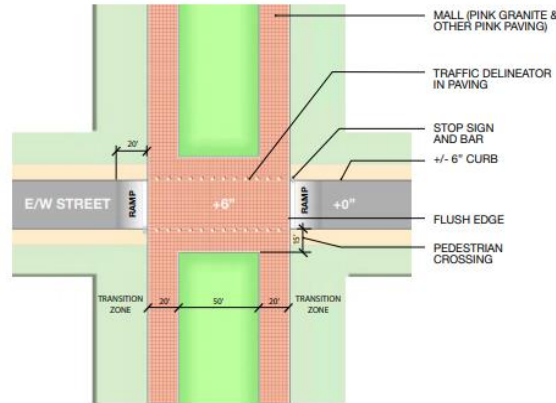 MALL (PINK GRANITE &
OTHER PINK PAVING)
TRAFFIC DELINEATOR
IN PAVING
STOP SIGN
AND BAR
+/- 6" CURB
20'
E/W STREET
RAMP
+6"
RAMP
+0"
FLUSH EDGE
15'
PEDESTRIAN
CROSSING
TRANSITION
ZONE
20'
50'
20'
TRANSITION
ZONE